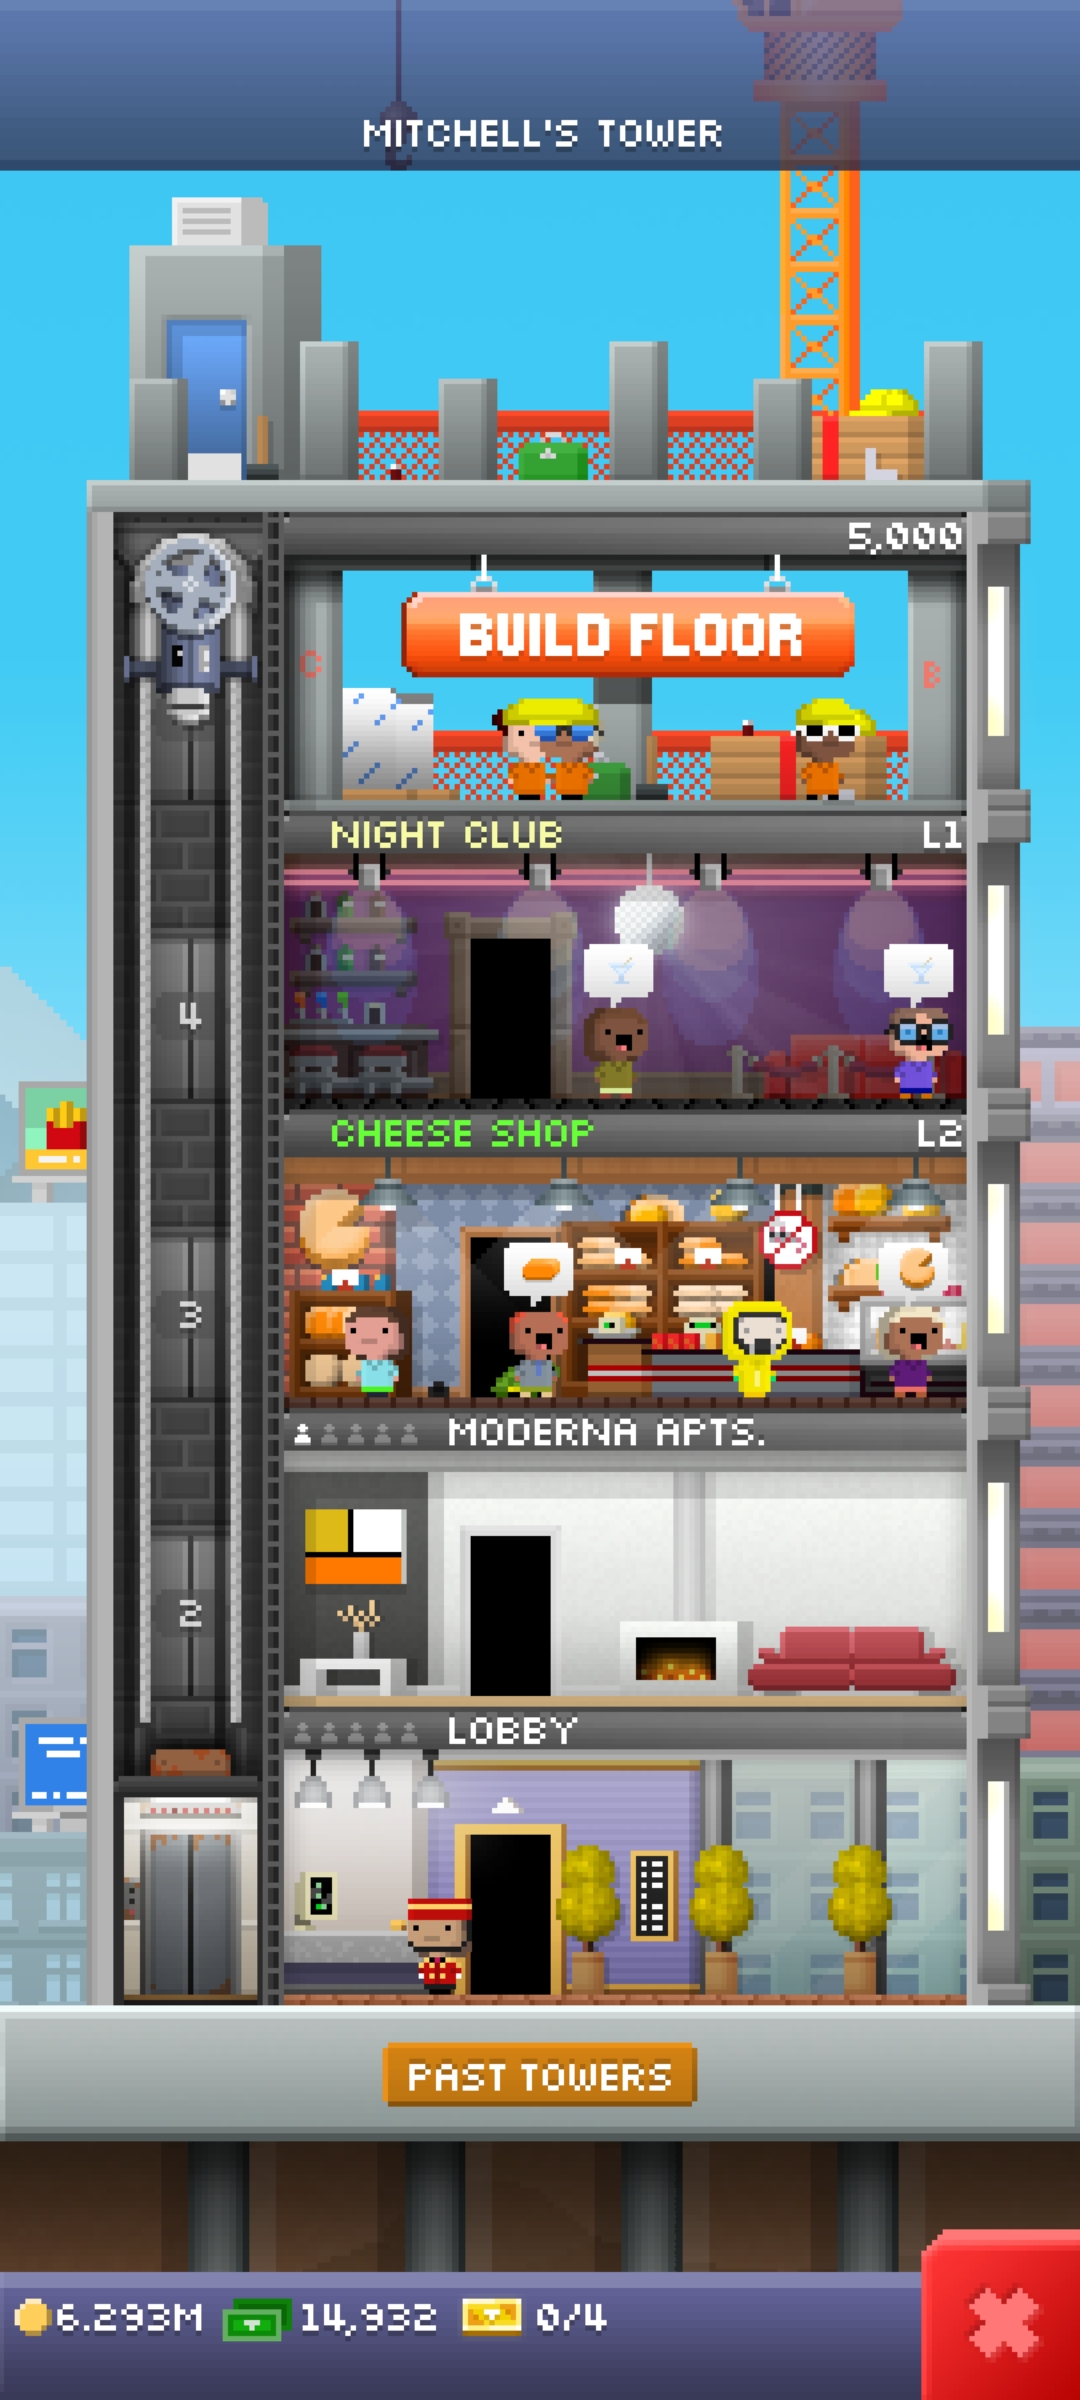 MITCHELL'S TOWER
5,000
BUILD FLOOR
C
B
NIGHT CLUB L1
4
CHEESE SHOP L2
3
MODERNA APTS.
2
LOBBY
PAST TOWERS
6.293M 14,932 0/4